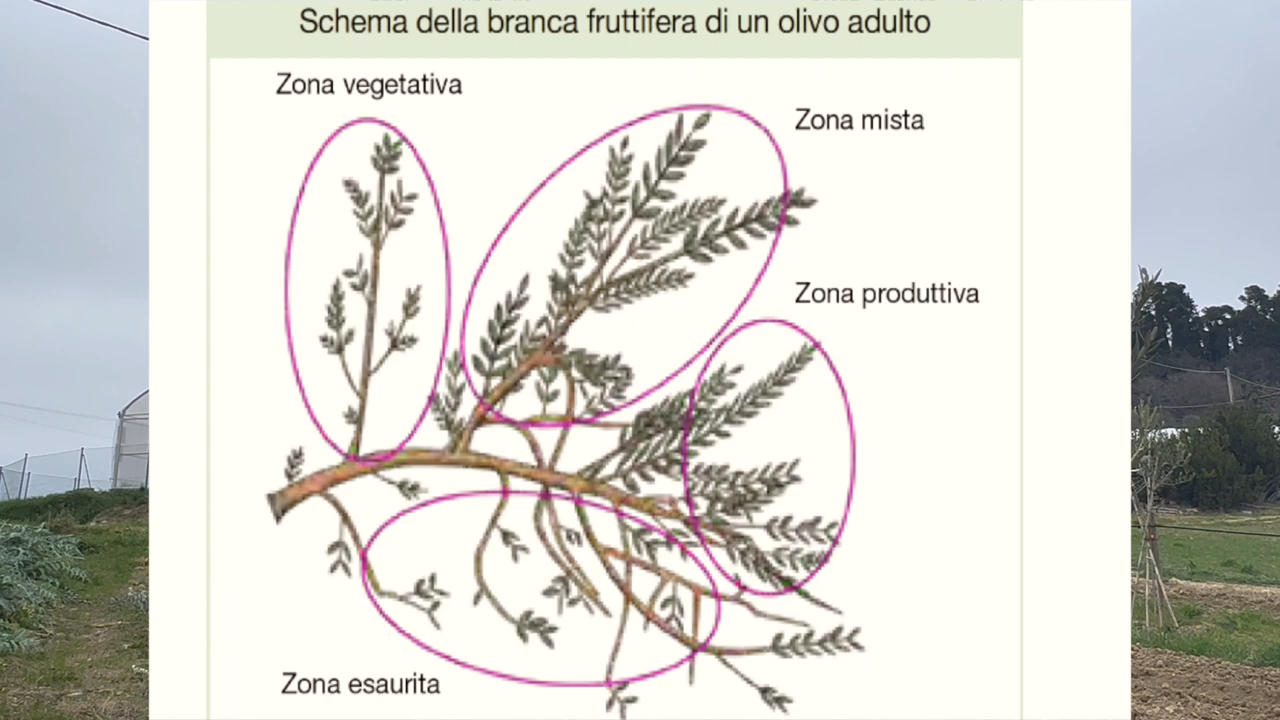 Schema della branca fruttifera di un olivo adulto
Zona vegetativa
Zona mista
Zona produttiva
Zona esaurita